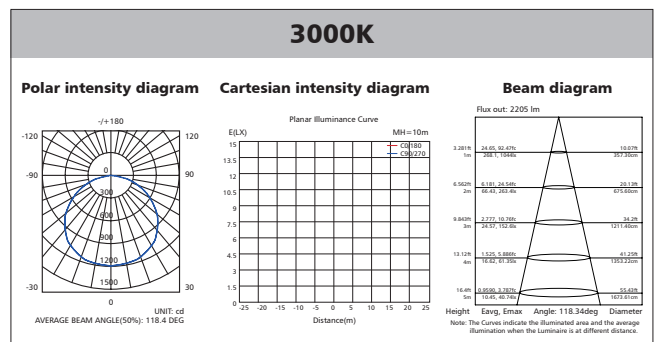 3000K
Polar intensity diagram
Cartesian intensity diagram
Beam diagram
-/+180
-120
120
-90
90
0
300
600
900
1200
1500
-30
30
0
UNIT: cd
AVERAGE BEAM ANGLE(50%): 118.4 DEG
Planar Illuminance Curve
E(LX)
MH=10m
C0/180
C90/270
15
13.5
12
10.5
9
7.5
6
4.5
3
1.5
0
-25 -20 -15 -10 -5 0 5 10 15 20 25
Distance(m)
Flux out: 2205 lm
3.281ft 24.65, 92.47fc 10.07ft
1m 268.1, 1044lx 357.30cm
6.562ft 6.181, 24.54fc 20.13ft
2m 66.43, 263.4lx 675.60cm
9.843ft 2.777, 10.76fc 34.2ft
3m 24.57, 152.6lx 1211.40cm
13.12ft 1.525, 5.886fc 41.25ft
4m 16.62, 61.35lx 1353.22cm
16.4ft 0.9590, 3.787fc 55.43ft
5m 10.45, 40.74lx 1673.61cm
Height Eavg, Emax Angle: 118.34deg Diameter
Note: The Curves indicate the illuminated area and the average
illumination when the Luminaire is at different distance.